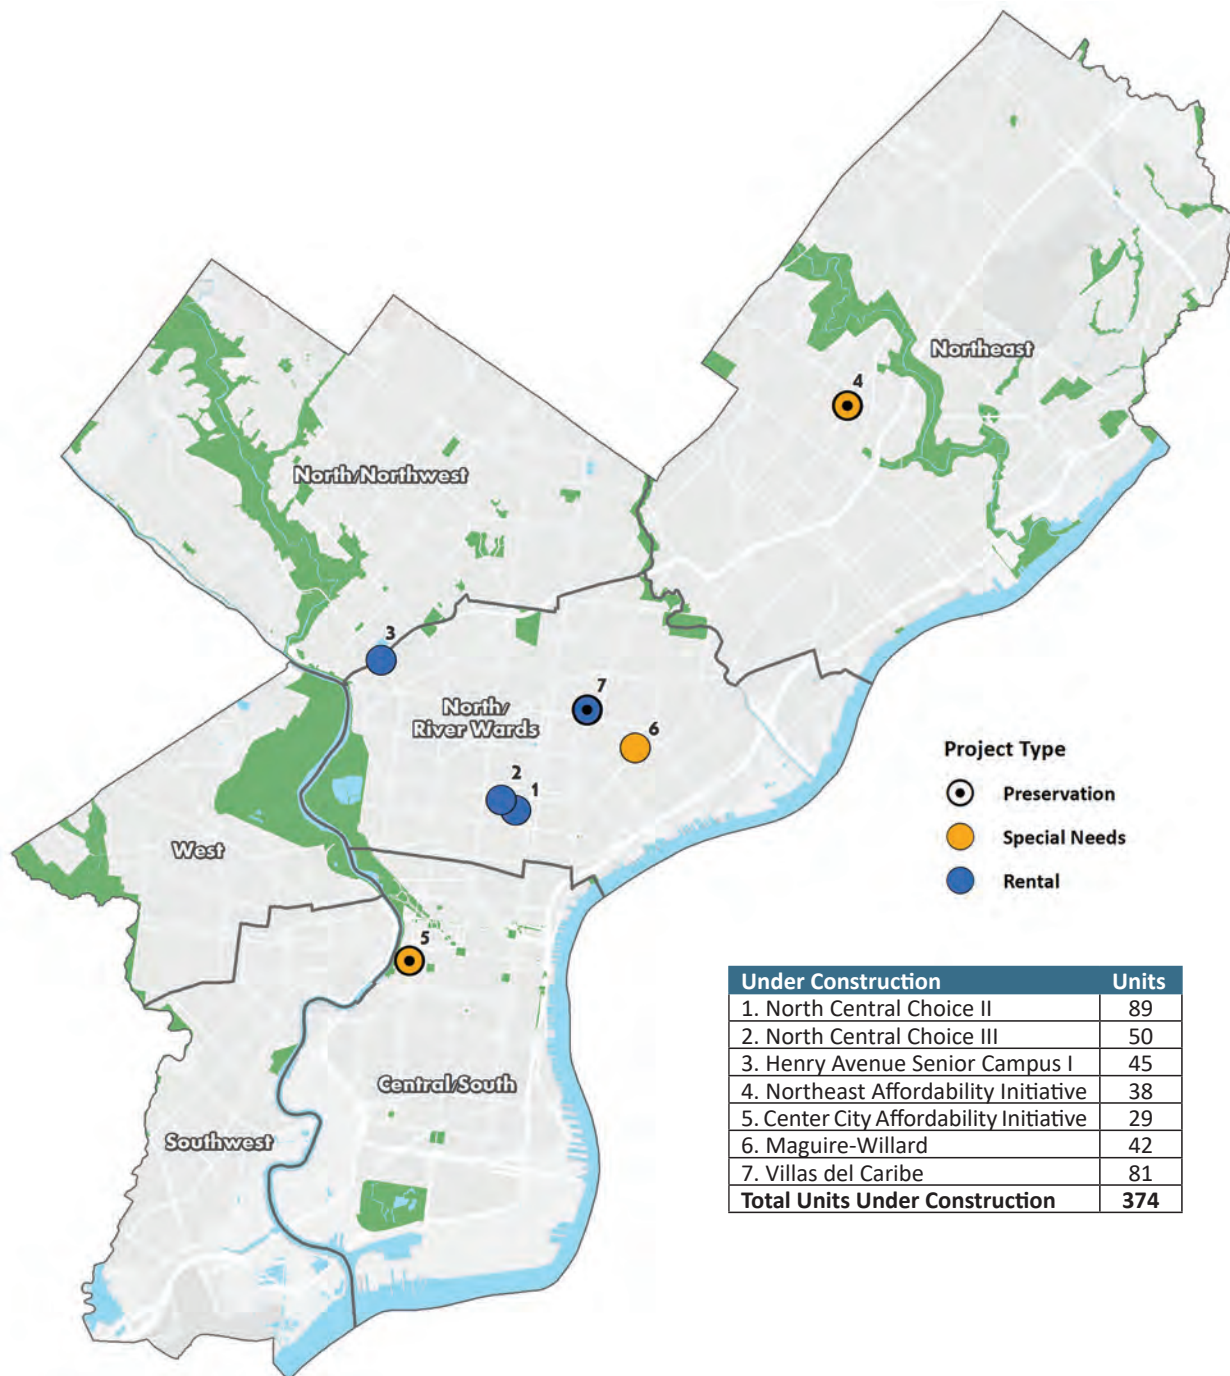 Northeast
4
North/Northwest
3
7
North/
River Wards
6
2
1
West
5
Central/South
Southwest
Project Type
Preservation
Special Needs
Rental
Under Construction Units
1. North Central Choice II 89
2. North Central Choice III 50
3. Henry Avenue Senior Campus I 45
4. Northeast Affordability Initiative 38
5. Center City Affordability Initiative 29
6. Maguire-Willard 42
7. Villas del Caribe 81
Total Units Under Construction 374